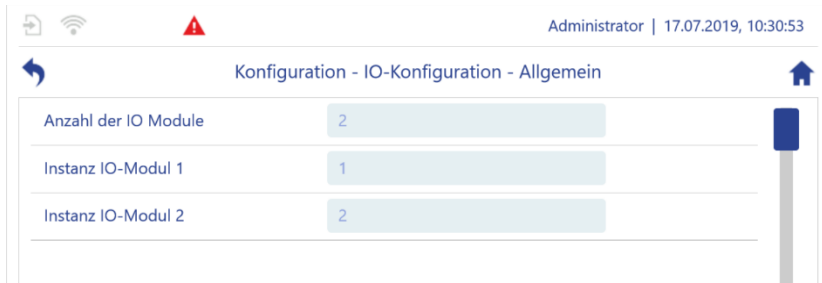 Administrator | 17.07.2019, 10:30:53
Konfiguration - IO-Konfiguration - Allgemein
Anzahl der IO Module 2
Instanz IO-Modul 1 1
Instanz IO-Modul 2 2